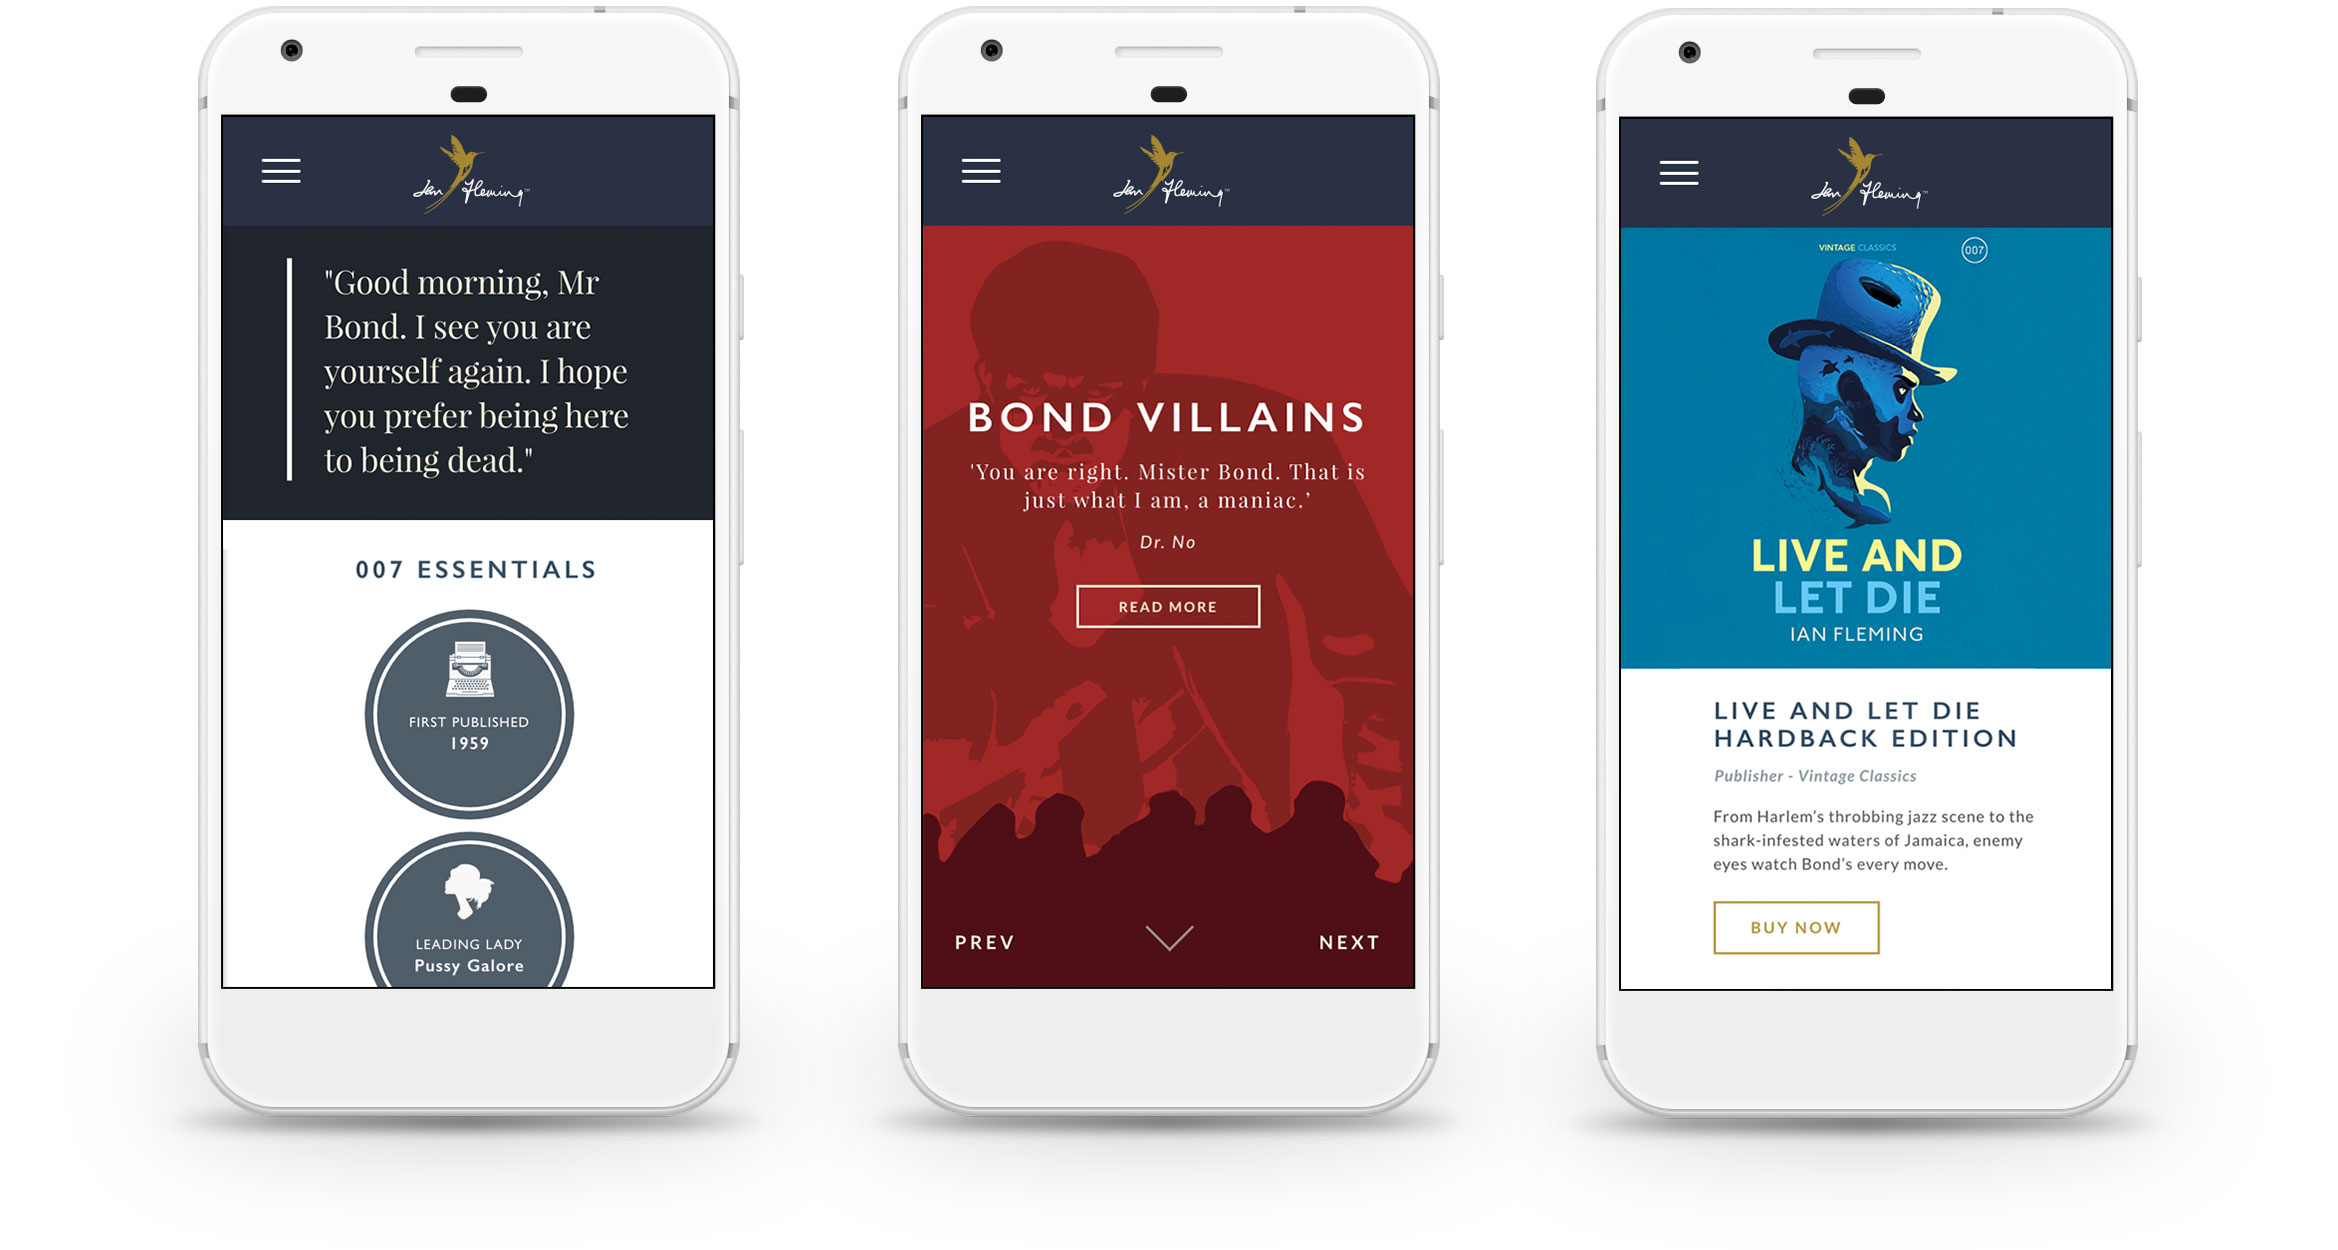 Ian Fleming™
"Good morning, Mr
Bond. I see you are
yourself again. I hope
you prefer being here
to being dead."
007 ESSENTIALS
FIRST PUBLISHED
1959
LEADING LADY
Pussy Galore
Ian Fleming™
BOND VILLAINS
'You are right. Mister Bond. That is
just what I am, a maniac.’
Dr. No
READ MORE
PREV
NEXT
Ian Fleming™
VINTAGE CLASSICS
007
LIVE AND
LET DIE
IAN FLEMING
LIVE AND LET DIE
HARDBACK EDITION
Publisher - Vintage Classics
From Harlem’s throbbing jazz scene to the
shark-infested waters of Jamaica, enemy
eyes watch Bond’s every move.
BUY NOW